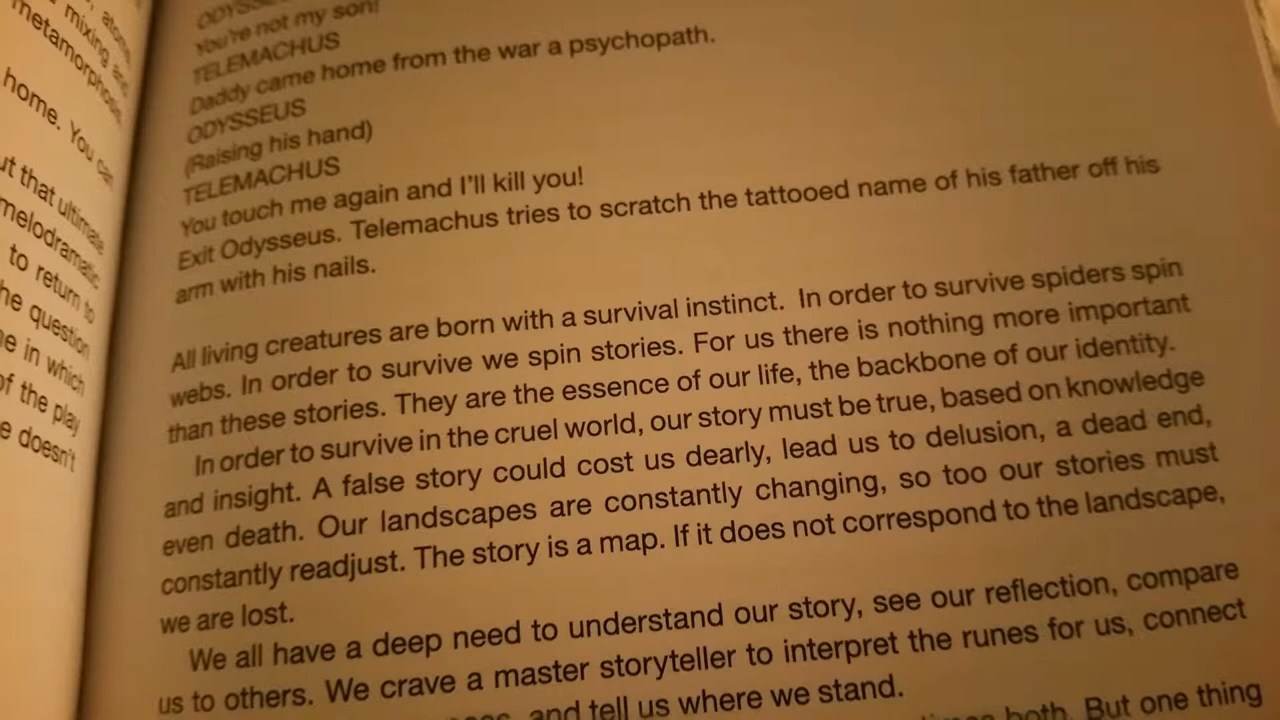 atoms
mixing and
metamorphosis
home. You can
that ultimate
melodramatic
to return to
question
in which
of the play
doesn't
ODYSSEUS
You're not my son!
TELEMACHUS
Daddy came home from the war a psychopath.
ODYSSEUS
(Raising his hand)
TELEMACHUS
You touch me again and I'll kill you!
Exit Odysseus. Telemachus tries to scratch the tattooed name of his father off his
arm with his nails.
All living creatures are born with a survival instinct. In order to survive spiders spin
webs. In order to survive we spin stories. For us there is nothing more important
than these stories. They are the essence of our life, the backbone of our identity.
In order to survive in the cruel world, our story must be true, based on knowledge
and insight. A false story could cost us dearly, lead us to delusion, a dead end,
even death. Our landscapes are constantly changing, so too our stories must
constantly readjust. The story is a map. If it does not correspond to the landscape,
we are lost.
We all have a deep need to understand our story, see our reflection, compare
us to others. We crave a master storyteller to interpret the runes for us, connect
and tell us where we stand.
both. But one thing